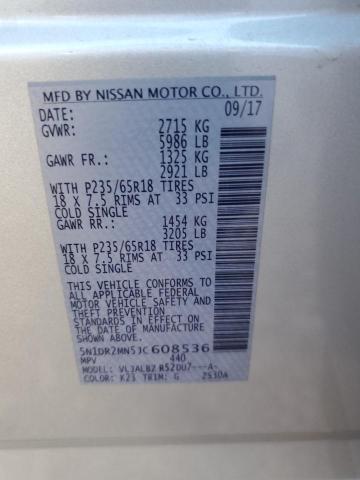 MFD BY NISSAN MOTOR CO., LTD.
DATE: 09/17
GVWR: 2715 KG
5986 LB
GAWR FR.: 1325 KG
2921 LB
WITH P235/65R18 TIRES
18 X 7.5 RIMS AT 33 PSI
COLD SINGLE
GAWR RR.: 1454 KG
3205 LB
WITH P235/65R18 TIRES
18 X 7.5 RIMS AT 33 PSI
COLD SINGLE
THIS VEHICLE CONFORMS TO
ALL APPLICABLE FEDERAL
MOTOR VEHICLE SAFETY AND
THEFT PREVENTION
STANDARDS IN EFFECT ON
THE DATE OF MANUFACTURE
SHOWN ABOVE.
5N1DR2MN5JC608536
MPV 440
R52DU7---A-
COLOR: K23 TRIM: G 2S30A